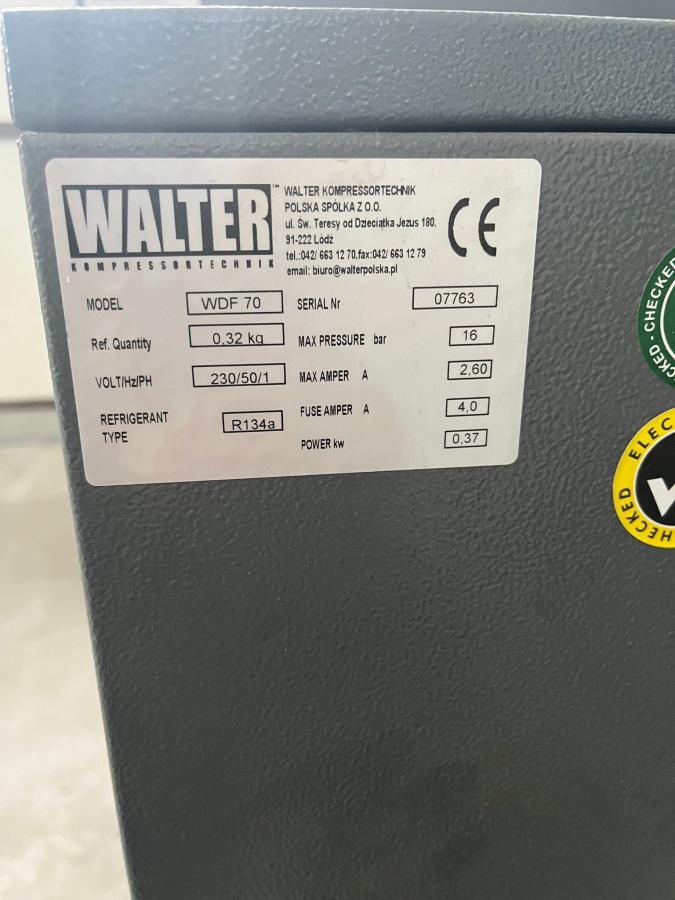 WALTER™
KOMPRESSORTECHNIK
WALTER KOMPRESSORTECHNIK
POLSKA SPÓŁKA Z O.O.
ul. Św. Teresy od Dzieciątka Jezus 180,
91-222 Łódź
tel.:042/ 663 12 70,fax:042/ 663 12 79
email: biuro@walterpolska.pl
CE
MODEL WDF 70 SERIAL Nr 07763
Ref. Quantity 0,32 kg MAX PRESSURE bar 16
VOLT/Hz/PH 230/50/1 MAX AMPER A 2,60
REFRIGERANT TYPE R134a FUSE AMPER A 4,0
POWER kw 0,37
CHECKED
ELEC
CHECKED